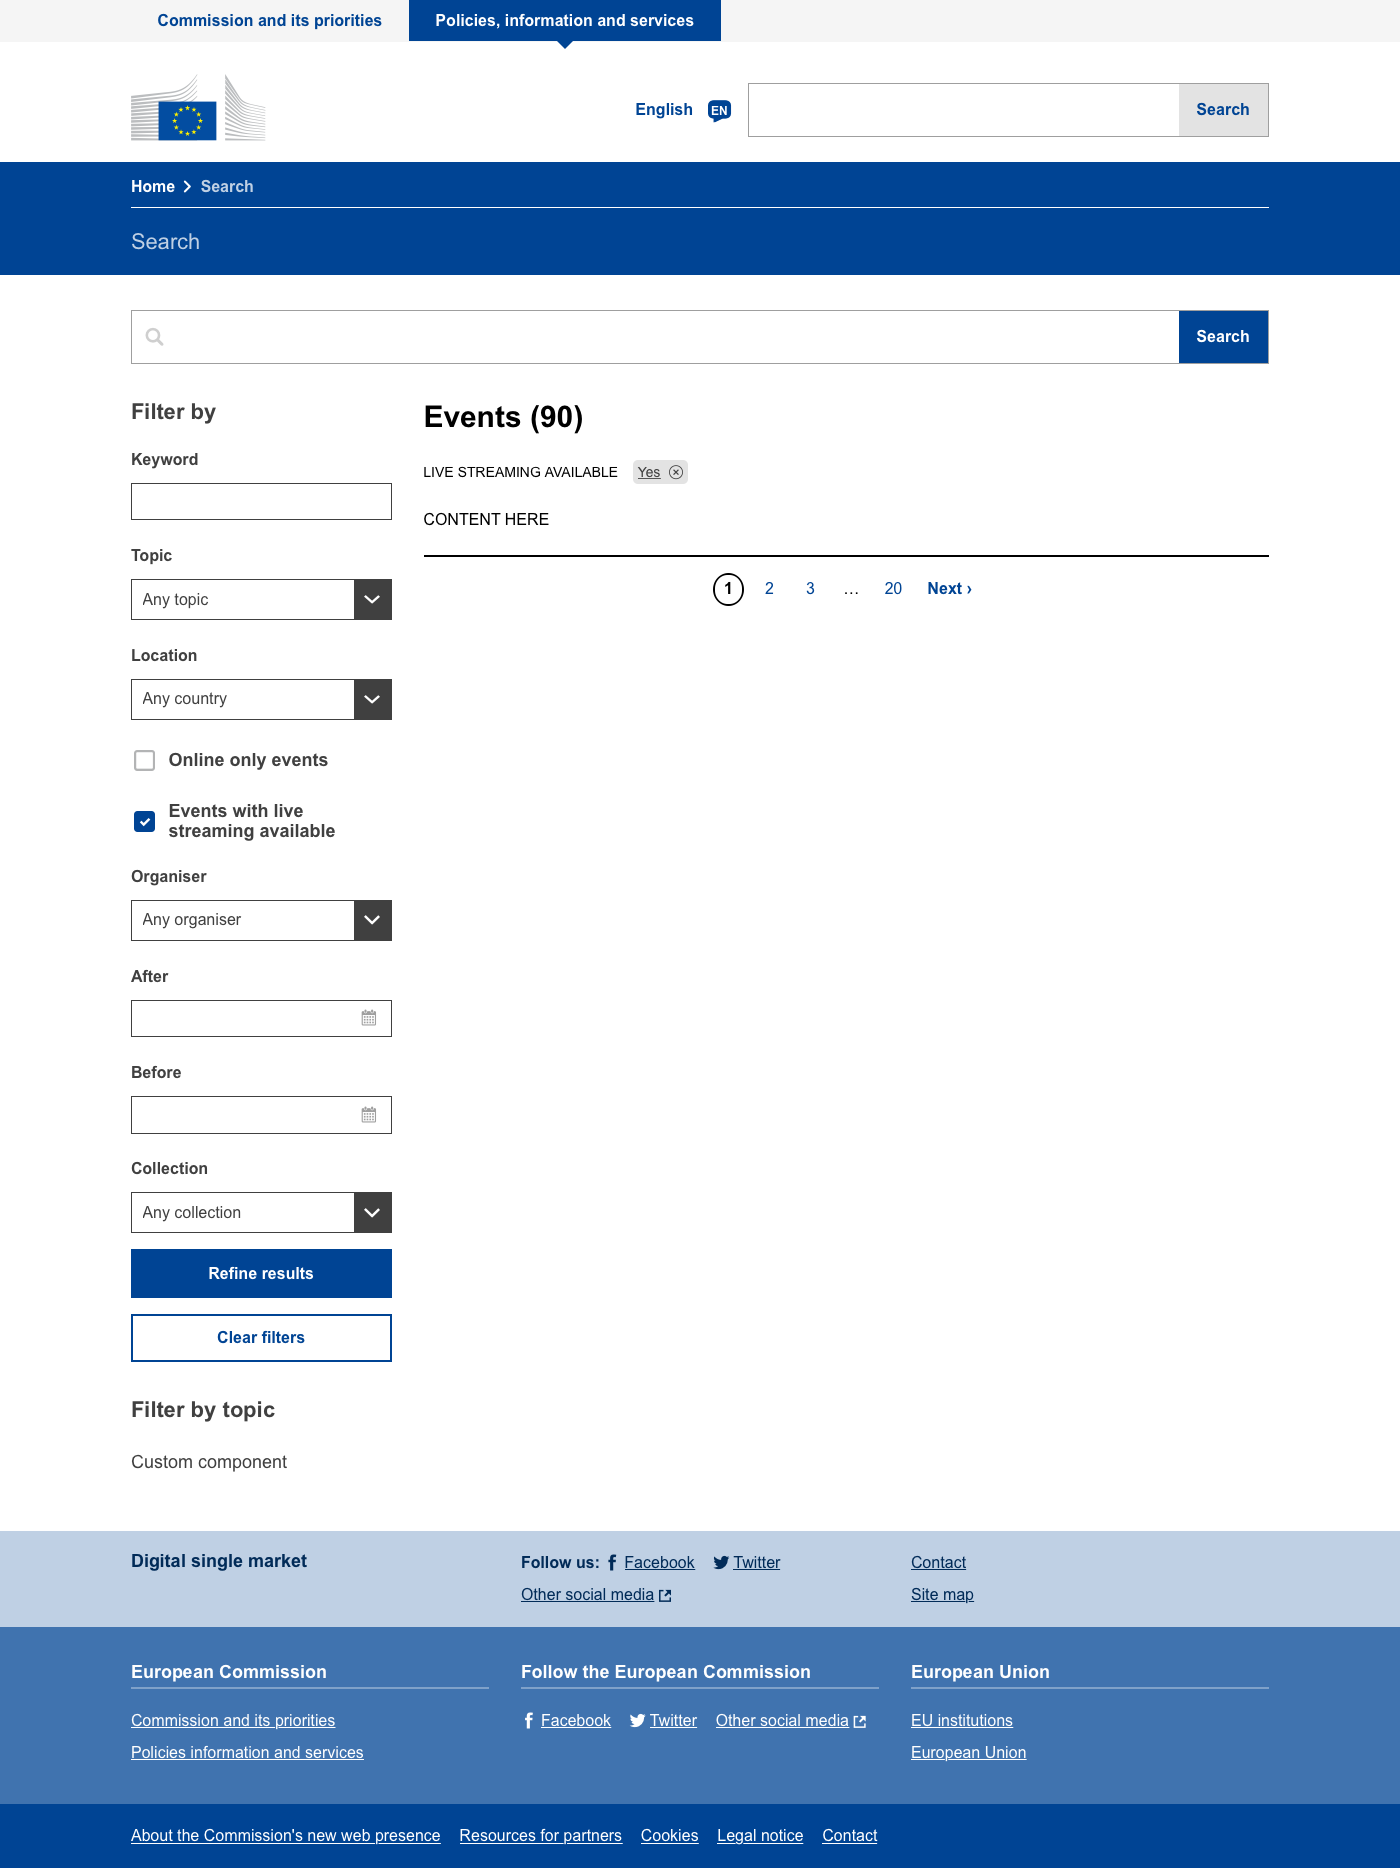 Commission and its priorities
Policies, information and services
English
EN
Search
Home
Search
Search
Search
Filter by
Keyword
Topic
Any topic
Location
Any country
Online only events
Events with live
streaming available
Organiser
Any organiser
After
Before
Collection
Any collection
Refine results
Clear filters
Filter by topic
Custom component
Events (90)
LIVE STREAMING AVAILABLE Yes
CONTENT HERE
1 2 3 … 20 Next ›
Digital single market
Follow us: Facebook Twitter
Other social media
Contact
Site map
European Commission
Commission and its priorities
Policies information and services
Follow the European Commission
Facebook Twitter Other social media
European Union
EU institutions
European Union
About the Commission's new web presence Resources for partners Cookies Legal notice Contact